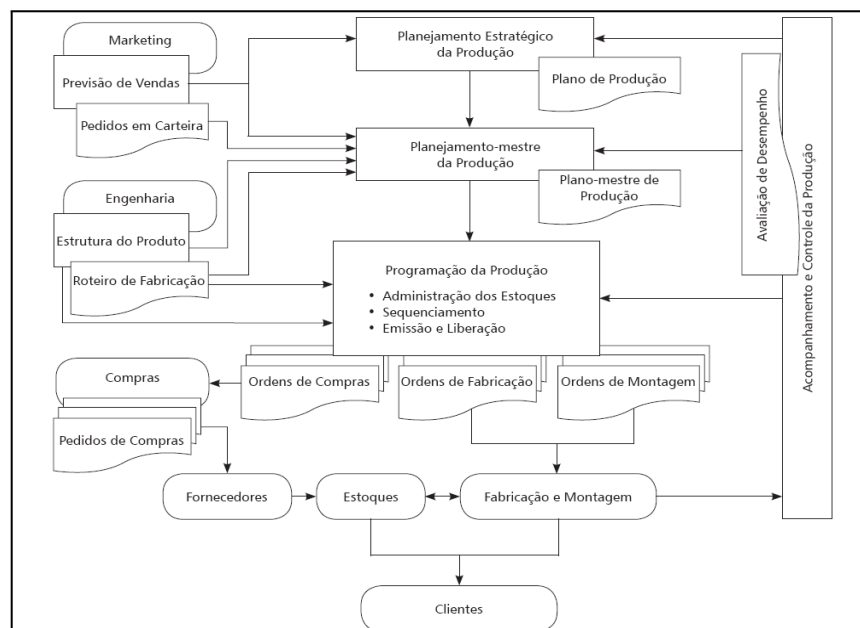 Marketing
Previsão de Vendas
Pedidos em Carteira
Planejamento Estratégico
da Produção
Plano de Produção
Planejamento-mestre
da Produção
Plano-mestre de
Produção
Engenharia
Estrutura do Produto
Roteiro de Fabricação
Programação da Produção
• Administração dos Estoques
• Sequenciamento
• Emissão e Liberação
Avaliação de Desempenho
Acompanhamento e Controle da Produção
Compras
Pedidos de Compras
Ordens de Compras
Ordens de Fabricação
Ordens de Montagem
Fornecedores
Estoques
Fabricação e Montagem
Clientes